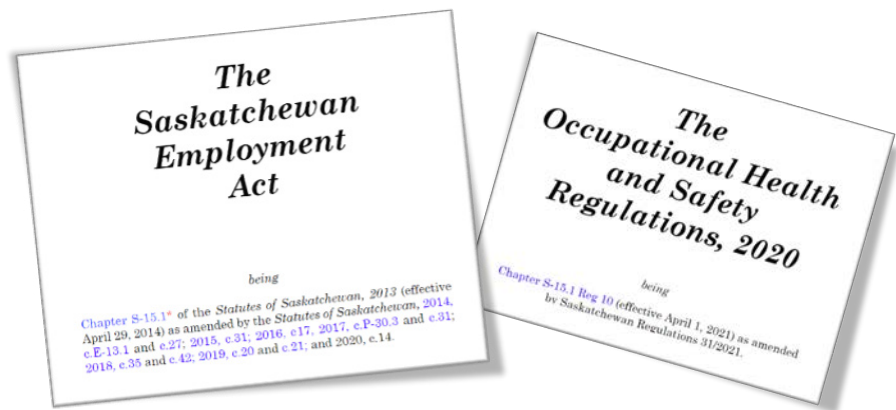 The
Saskatchewan
Employment
Act
being
Chapter S-15.1* of the Statutes of Saskatchewan, 2013 (effective
April 29, 2014) as amended by the Statutes of Saskatchewan, 2014,
c.E-13.1 and c.27; 2015, c.31; 2016, c.17, 2017, c.P-30.3 and c.31;
2018, c.35 and c.42; 2019, c.20 and c.21; and 2020, c.14.
The
Occupational Health
and Safety
Regulations, 2020
being
Chapter S-15.1 Reg 10 (effective April 1, 2021) as amended
by Saskatchewan Regulations 31/2021.